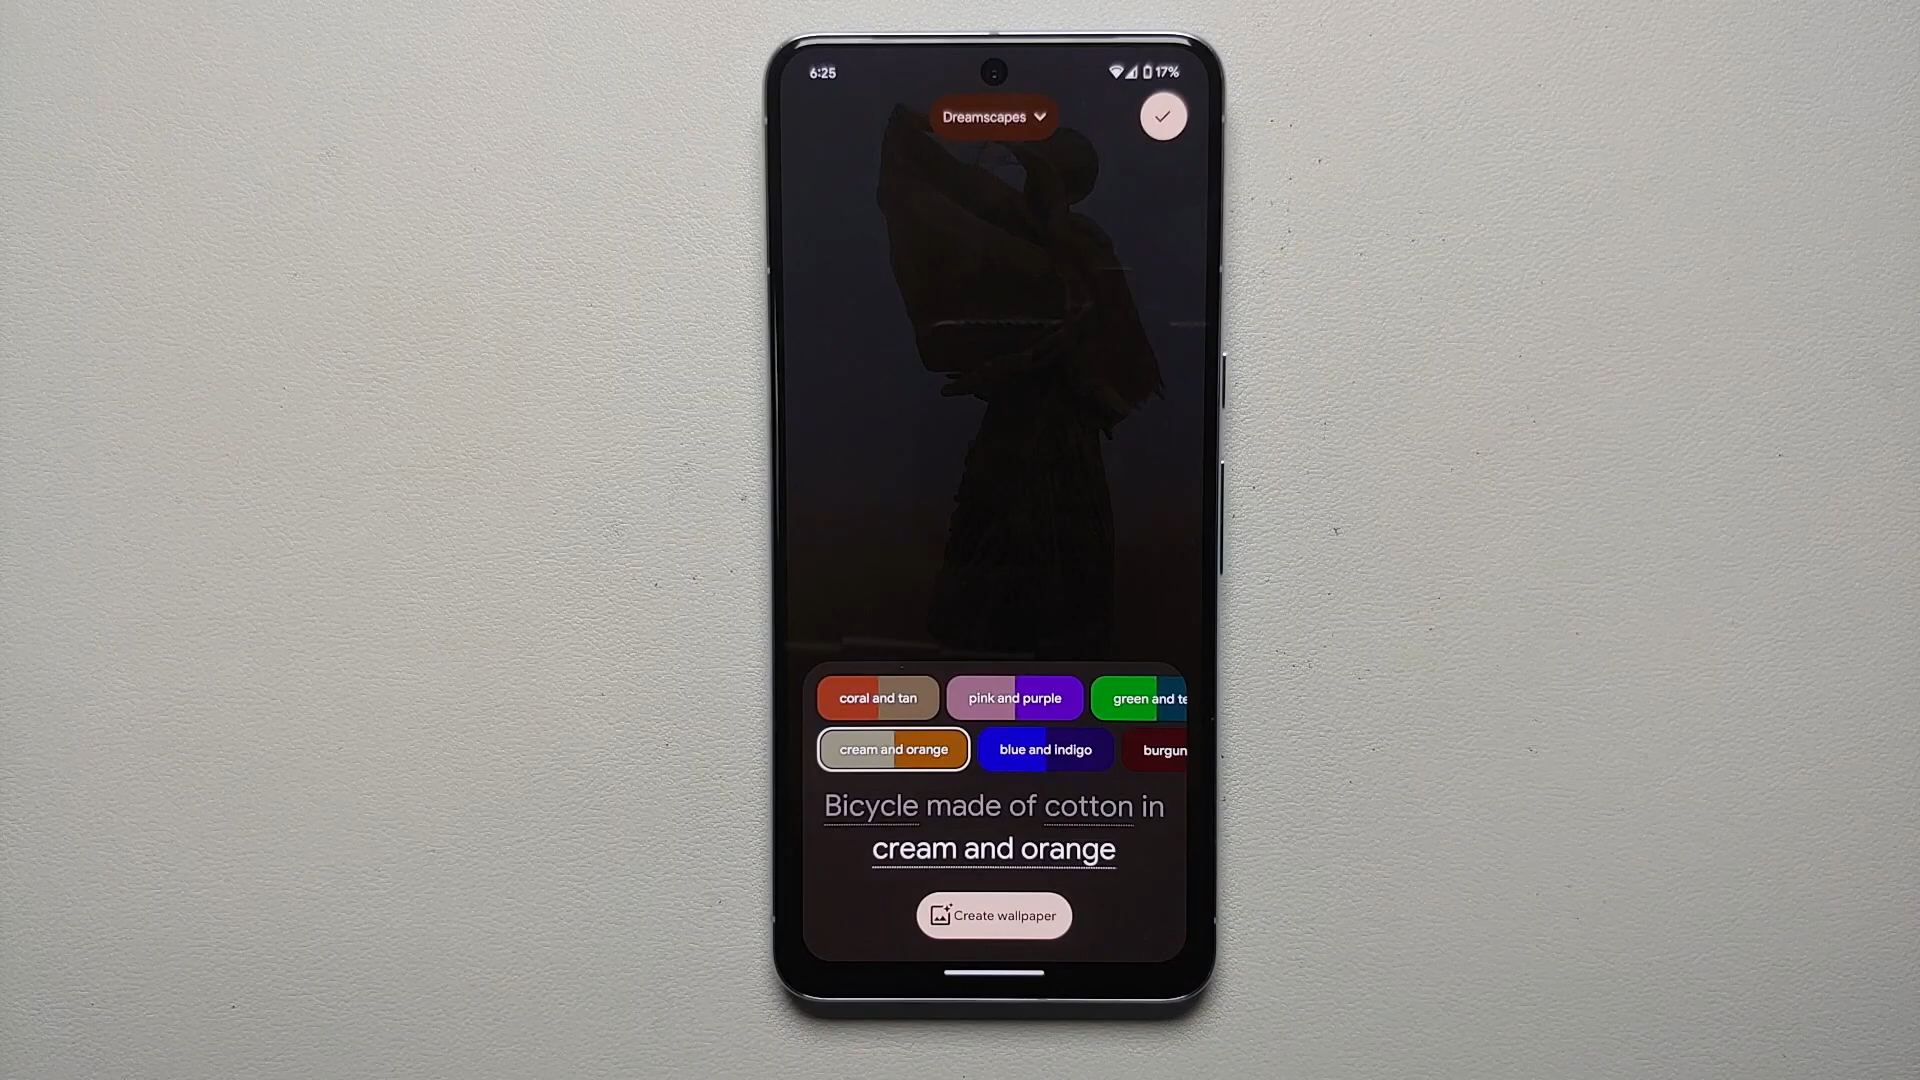 6:25
17%
Dreamscapes
coral and tan
pink and purple
green and te
cream and orange
blue and indigo
burgun
Bicycle made of cotton in
cream and orange
Create wallpaper